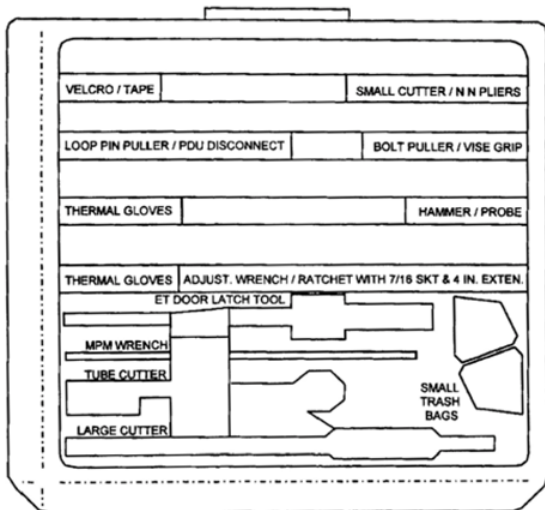 VELCRO / TAPE
SMALL CUTTER / N N PLIERS
LOOP PIN PULLER / PDU DISCONNECT
BOLT PULLER / VISE GRIP
THERMAL GLOVES
HAMMER / PROBE
THERMAL GLOVES
ADJUST. WRENCH / RATCHET WITH 7/16 SKT & 4 IN. EXTEN.
ET DOOR LATCH TOOL
MPM WRENCH
TUBE CUTTER
SMALL
TRASH
BAGS
LARGE CUTTER